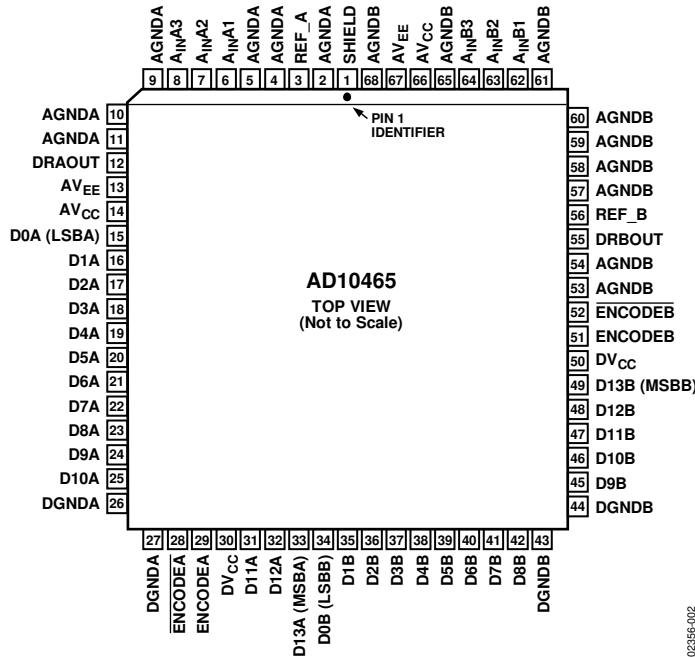 AGNDA
AINA3
AINA2
AINA1
AGNDA
AGNDA
REF_A
AGNDA
SHIELD
AGNDB
AVEE
AVCC
AGNDB
AINB3
AINB2
AINB1
AGNDB
9 8 7 6 5 4 3 2 1 68 67 66 65 64 63 62 61
PIN 1
IDENTIFIER
AGNDA 10
AGNDA 11
DRAOUT 12
AVEE 13
AVCC 14
D0A (LSBA) 15
D1A 16
D2A 17
D3A 18
D4A 19
D5A 20
D6A 21
D7A 22
D8A 23
D9A 24
D10A 25
DGNDA 26
AD10465
TOP VIEW
(Not to Scale)
60 AGNDB
59 AGNDB
58 AGNDB
57 AGNDB
56 REF_B
55 DRBOUT
54 AGNDB
53 AGNDB
52 ENCODEB
51 ENCODEB
50 DVCC
49 D13B (MSBB)
48 D12B
47 D11B
46 D10B
45 D9B
44 DGNDB
27 28 29 30 31 32 33 34 35 36 37 38 39 40 41 42 43
DGNDA
ENCODEA
ENCODEA
DVCC
D11A
D12A
D13A (MSBA)
D0B (LSBB)
D1B
D2B
D3B
D4B
D5B
D6B
D7B
D8B
DGNDB
02356-002